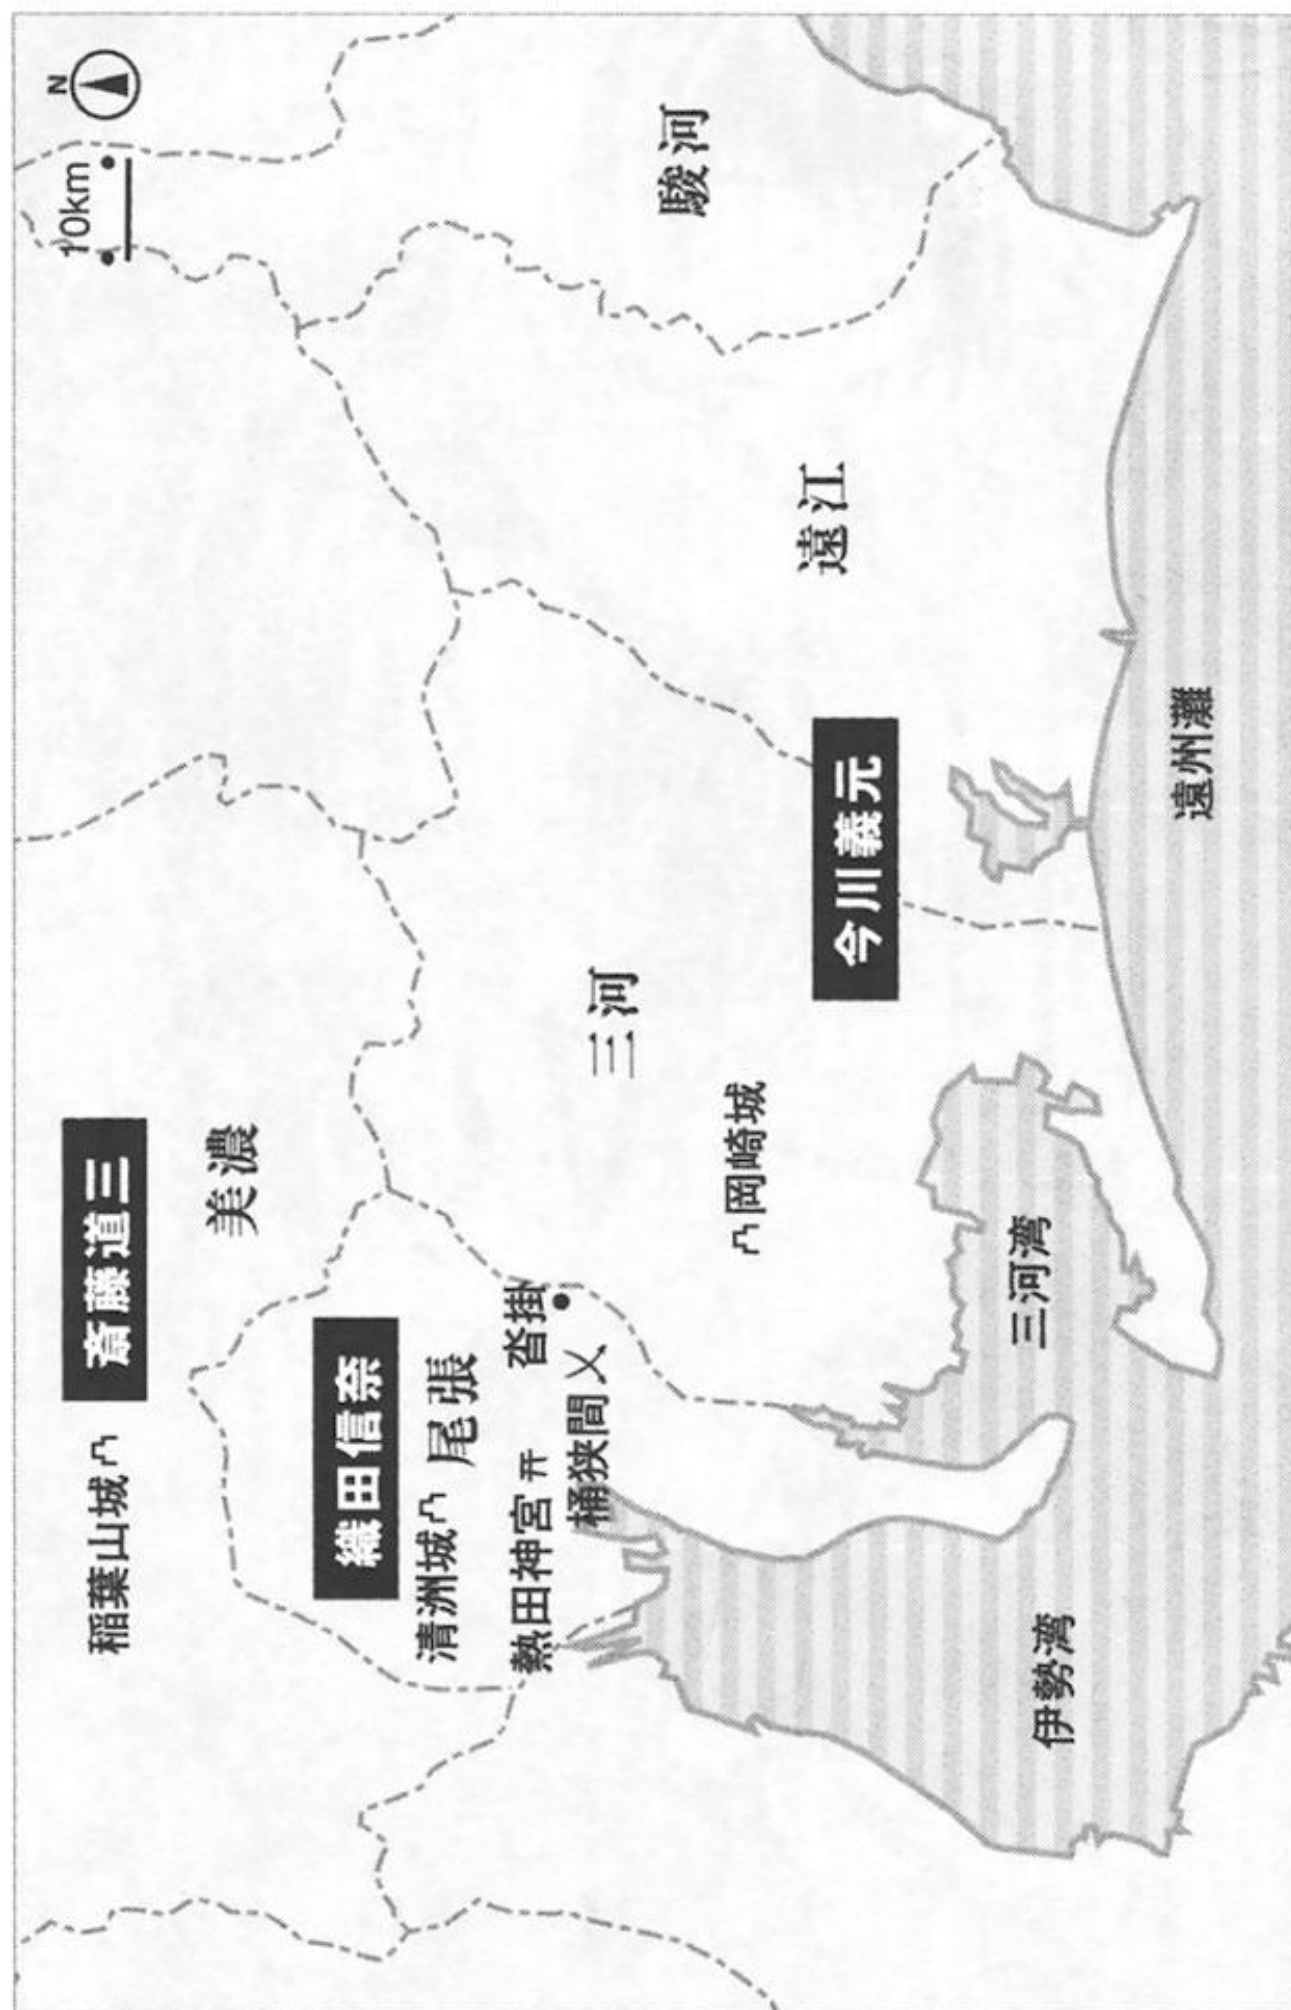 N
10km
斎藤道三
稲葉山城
美濃
織田信奈
清洲城
尾張
熱田神宮
沓掛
桶狭間
三河
岡崎城
今川義元
遠江
駿河
三河湾
伊勢湾
遠州灘